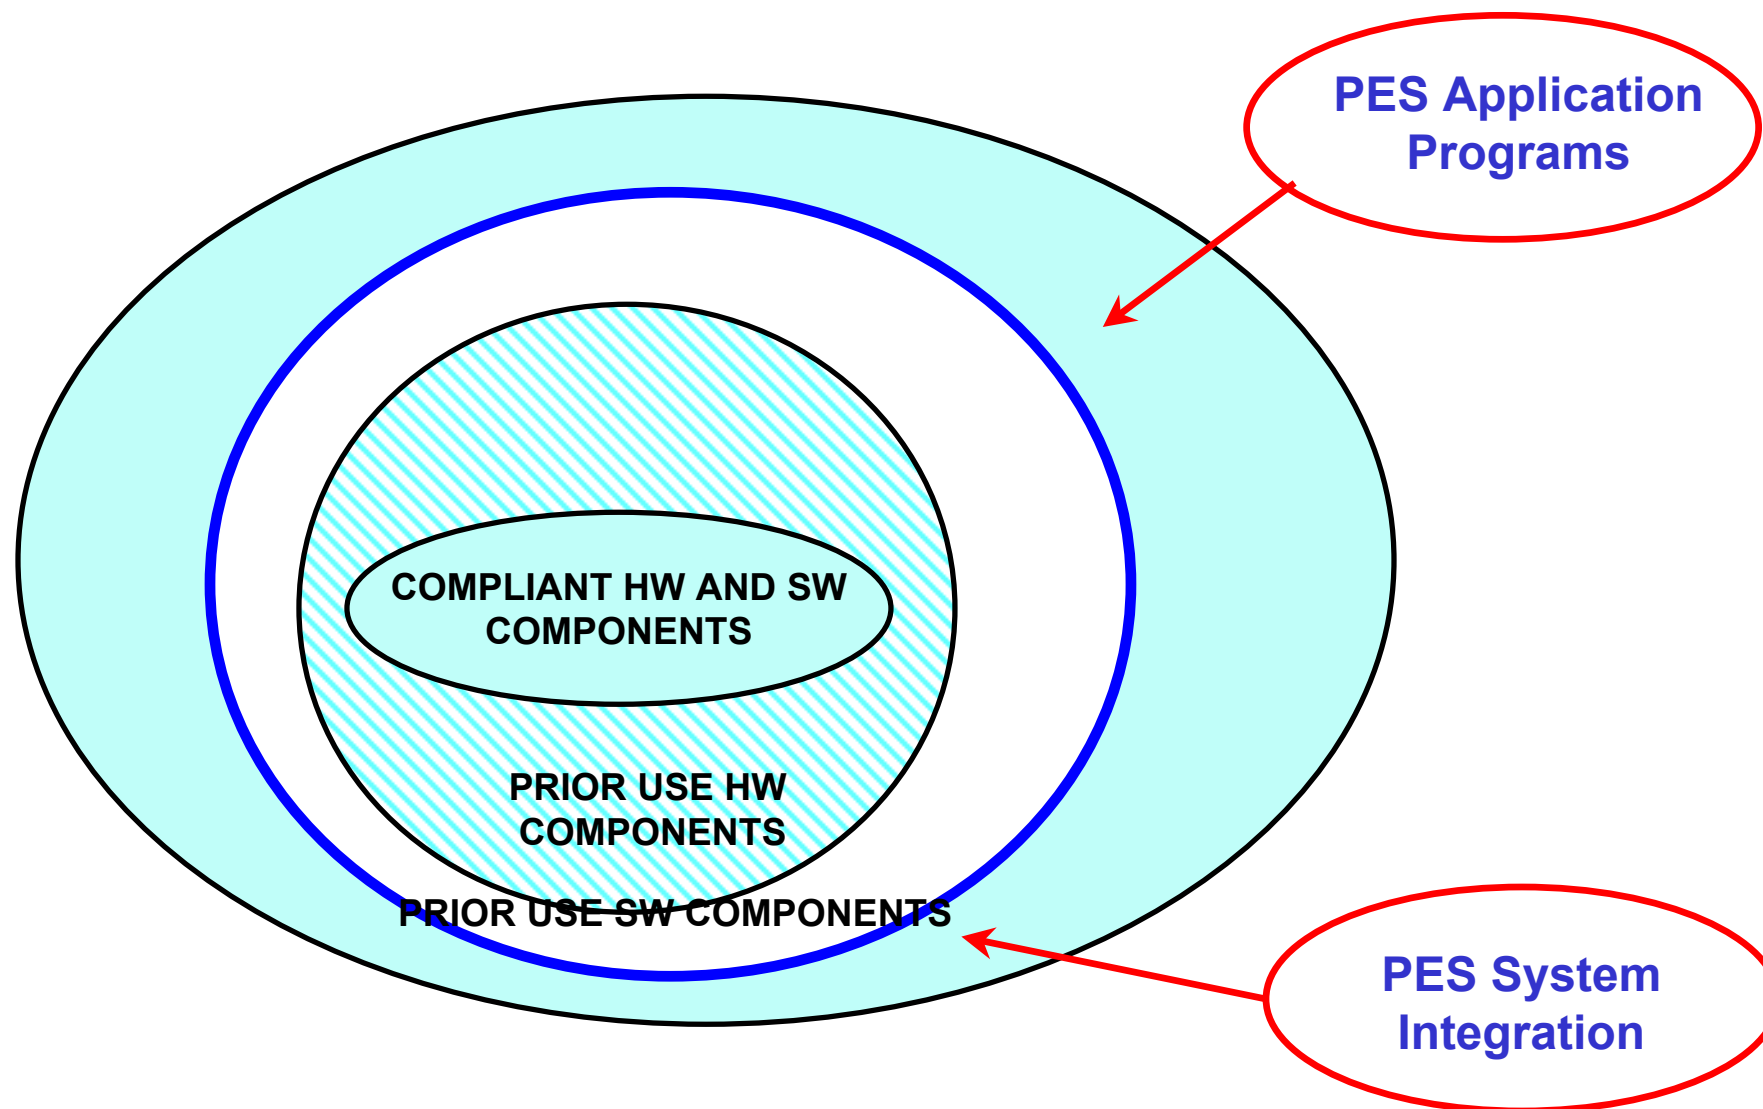 PES Application
Programs
COMPLIANT HW AND SW
COMPONENTS
PRIOR USE HW
COMPONENTS
PRIOR USE SW COMPONENTS
PES System
Integration